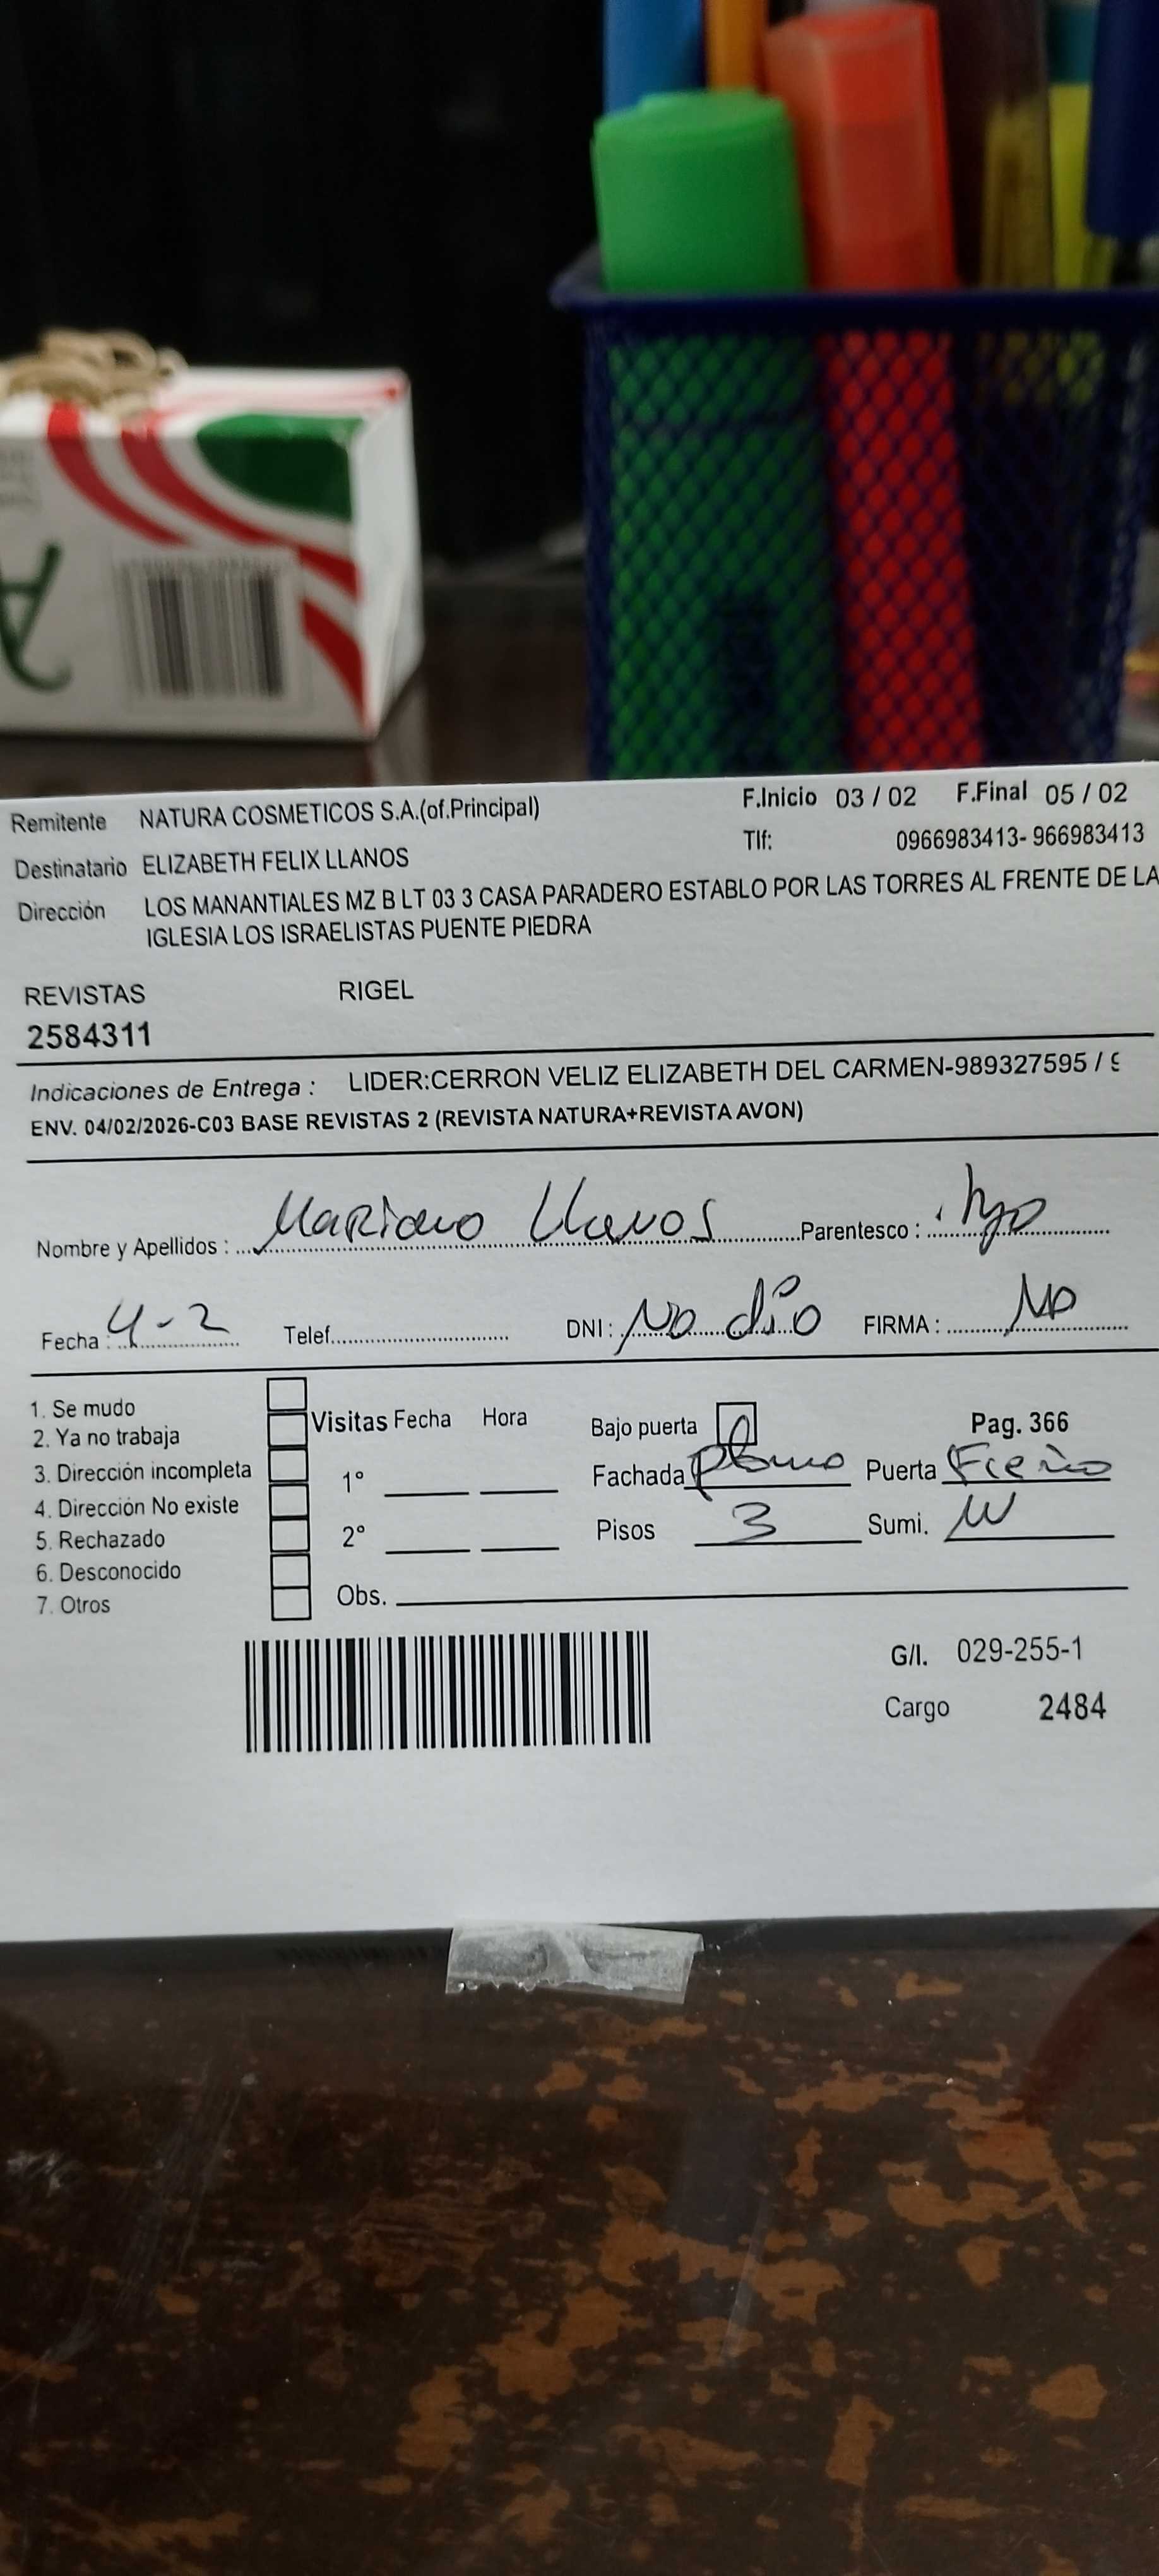 Remitente NATURA COSMETICOS S.A.(of.Principal) F.Inicio 03 / 02 F.Final 05 / 02
Tlf: 0966983413- 966983413
Destinatario ELIZABETH FELIX LLANOS
Dirección LOS MANANTIALES MZ B LT 03 3 CASA PARADERO ESTABLO POR LAS TORRES AL FRENTE DE LA
IGLESIA LOS ISRAELISTAS PUENTE PIEDRA
REVISTAS RIGEL
2584311
Indicaciones de Entrega : LIDER:CERRON VELIZ ELIZABETH DEL CARMEN-989327595 / 9
ENV. 04/02/2026-C03 BASE REVISTAS 2 (REVISTA NATURA+REVISTA AVON)
Nombre y Apellidos : Mariano Llanos Parentesco : hijo
Fecha : 4-2 Telef. DNI : No dio FIRMA : No
1. Se mudo
2. Ya no trabaja
3. Dirección incompleta
4. Dirección No existe
5. Rechazado
6. Desconocido
7. Otros
Visitas Fecha Hora
1°
2°
Obs.
Bajo puerta Pag. 366
Fachada Plomo Puerta Fierro
Pisos 3 Sumi.
G/I. 029-255-1
Cargo 2484
A